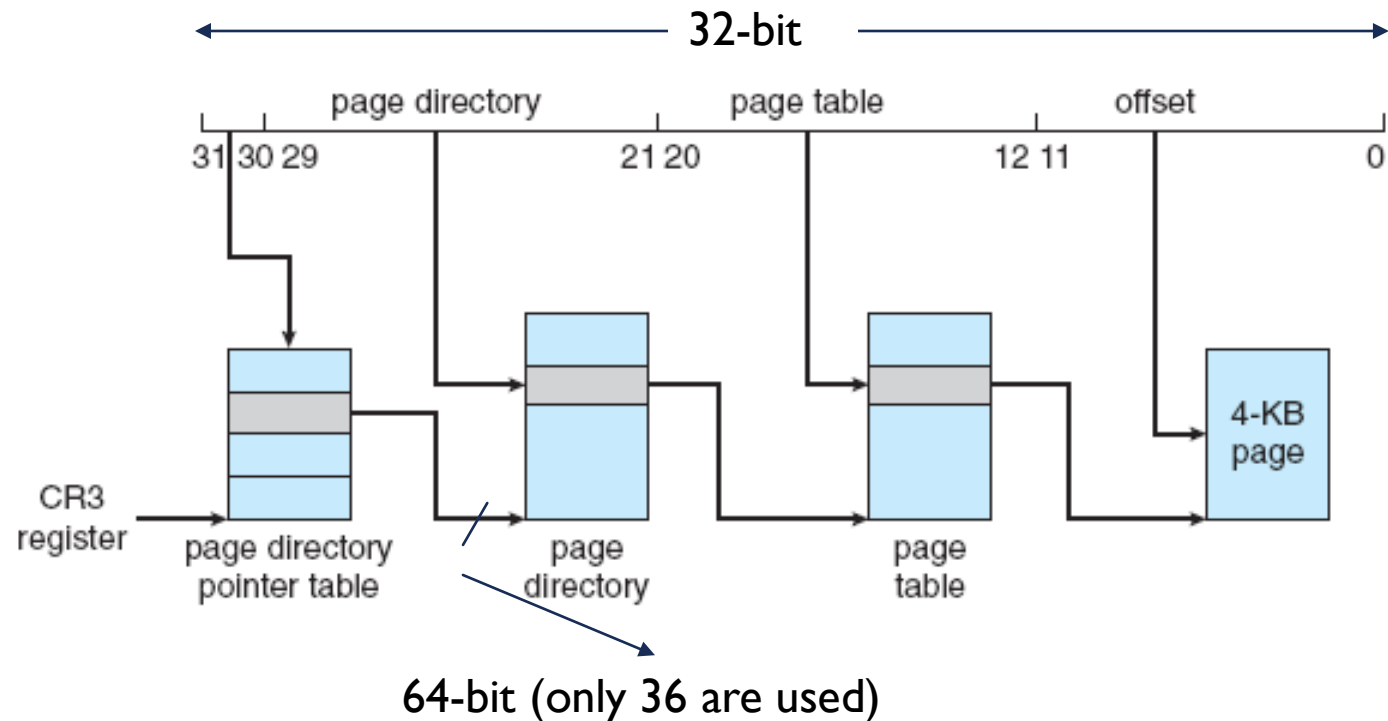 32-bit
page directory
page table
offset
31 30 29
21 20
12 11
0
4-KB
page
CR3
register
page directory
pointer table
page
directory
page
table
64-bit (only 36 are used)